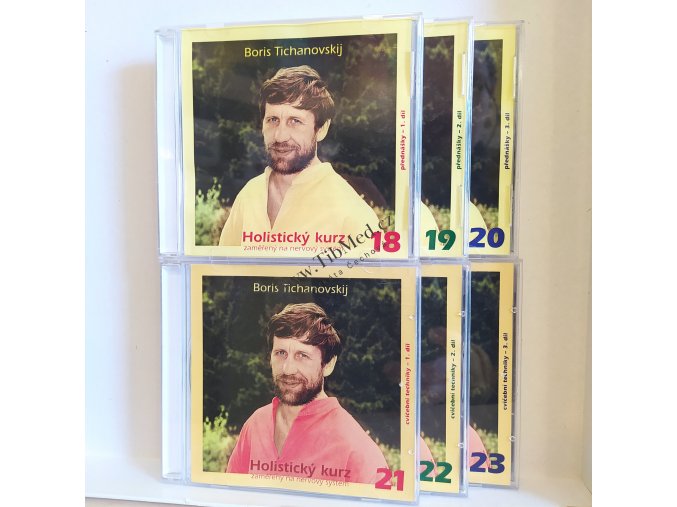 Boris Tichanovskij
přednášky – 1. díl
Holistický kurz
zaměřený na nervový systém
18
přednášky – 2. díl
19
přednášky – 3. díl
20
www.TibMed.cz
Boris Tichanovskij
cvičební techniky – 1. díl
Holistický kurz
zaměřený na nervový systém
21
cvičební techniky – 2. díl
22
cvičební techniky – 3. díl
23